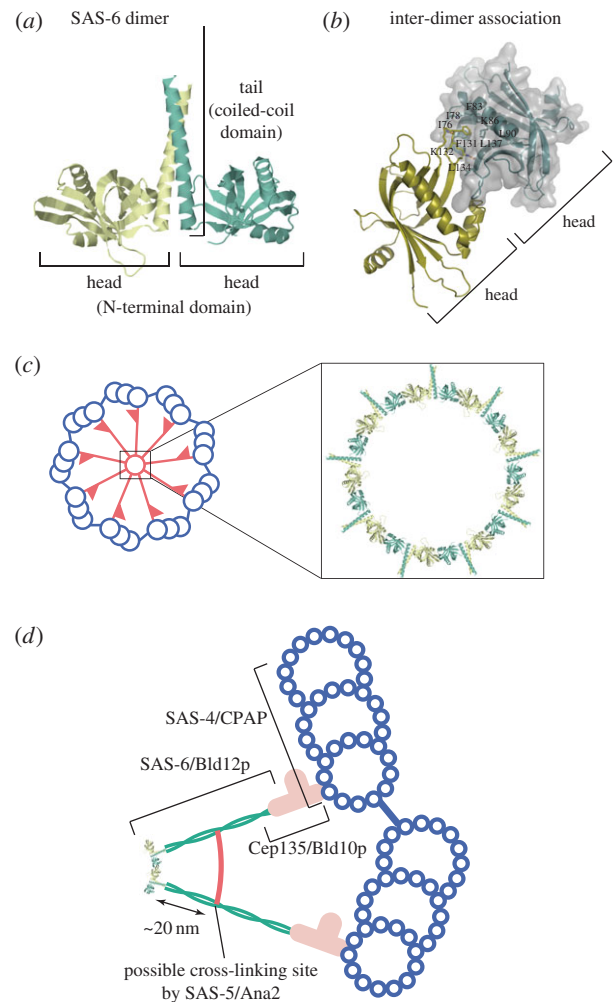 (a)
SAS-6 dimer
tail
(coiled-coil
domain)
head
head
(N-terminal domain)
(b)
inter-dimer association
F83
I78
K86
I76
L90
F131
L137
K132
L134
head
head
(c)
(d)
SAS-4/CPAP
SAS-6/Bld12p
Cep135/Bld10p
~20 nm
possible cross-linking site
by SAS-5/Ana2